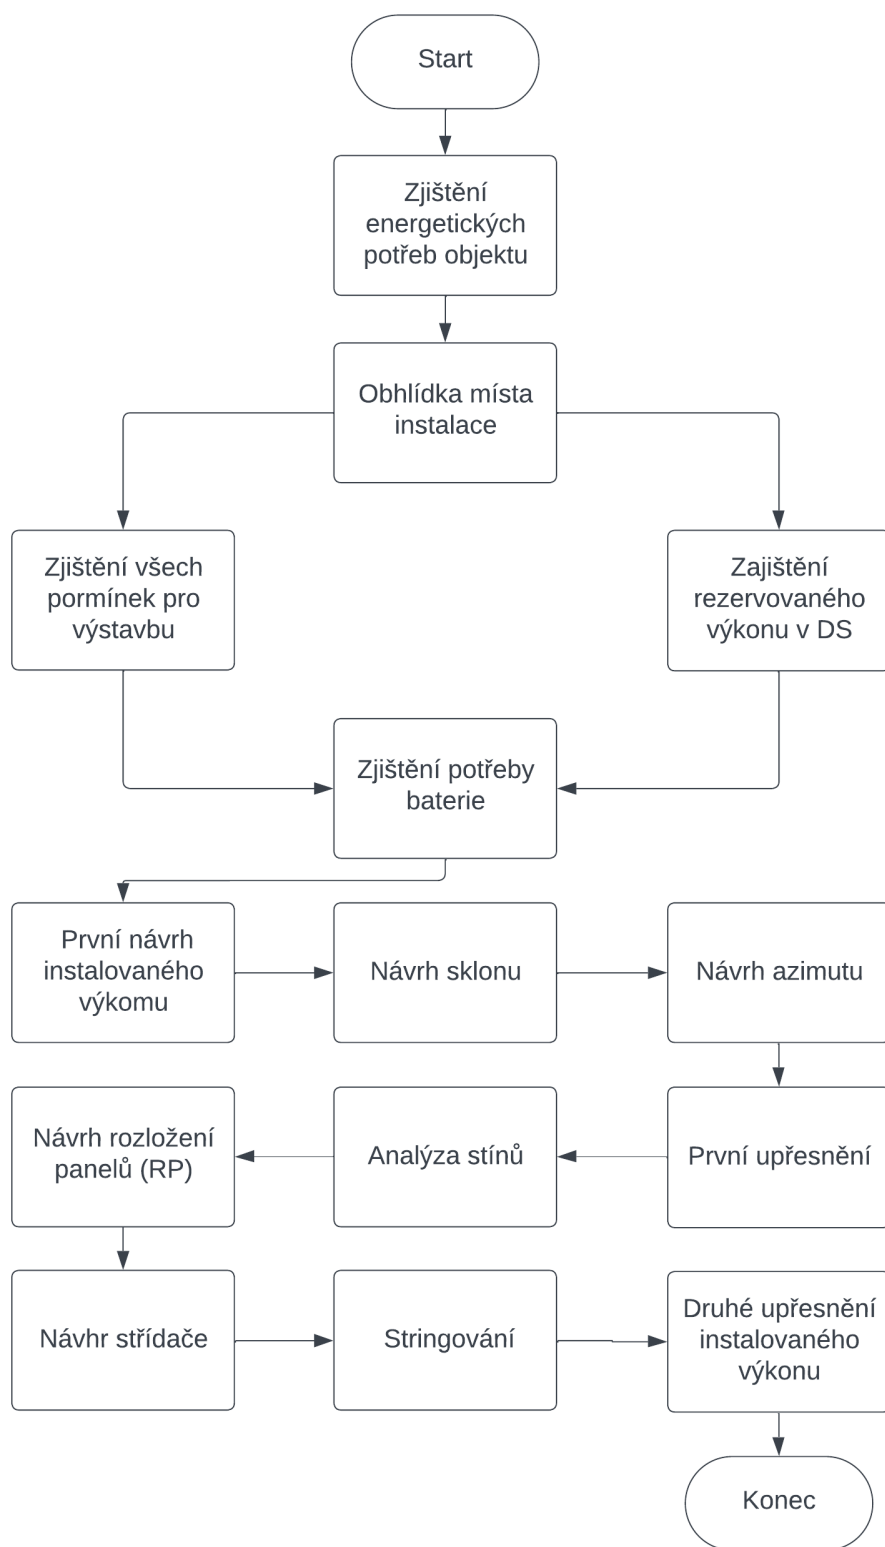 Start
Zjištění
energetických
potřeb objektu
Obhlídka místa
instalace
Zjištění všech
pormínek pro
výstavbu
Zajištění
rezervovaného
výkonu v DS
Zjištění potřeby
baterie
První návrh
instalovaného
výkomu
Návrh sklonu
Návrh azimutu
Návrh rozložení
panelů (RP)
Analýza stínů
První upřesnění
Návhr střídače
Stringování
Druhé upřesnění
instalovaného
výkonu
Konec